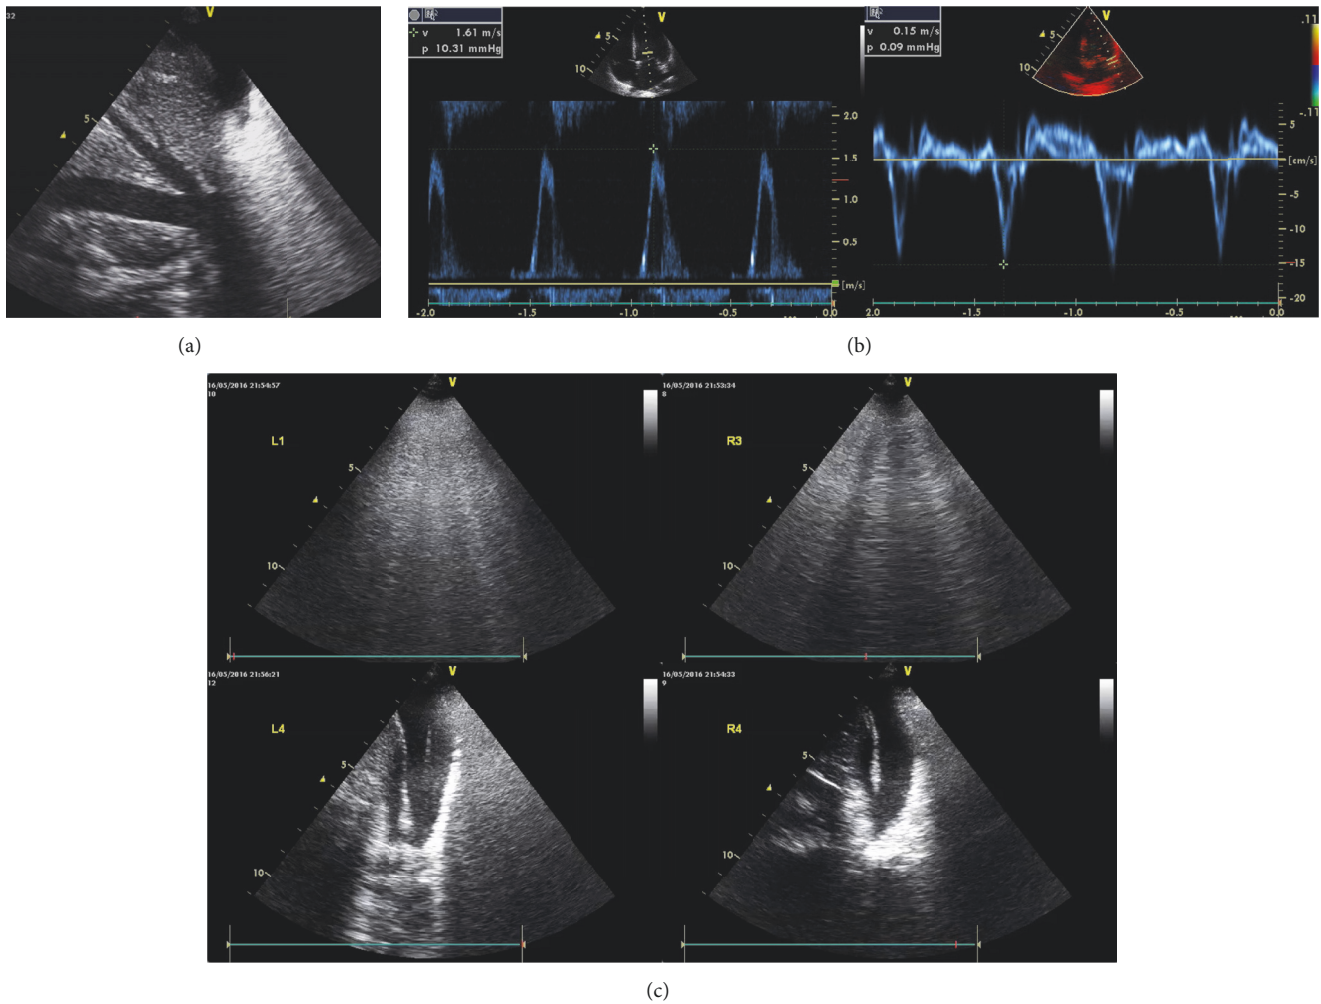 32
V
5
(a)
v 1.61 m/s
p 10.31 mmHg
V
5
10
2.0
1.5
1.0
0.5
[m/s]
-2.0 -1.5 -1.0 -0.5 0.0
v 0.15 m/s
p 0.09 mmHg
V
5
10
.11
-.11
5
[cm/s]
-5
-10
-15
-20
2.0 -1.5 -1.0 -0.5 0.0
(b)
16/05/2016 21:54:57
10
V
L1
5
10
16/05/2016 21:53:34
8
V
R3
5
10
16/05/2016 21:56:21
12
V
L4
5
10
16/05/2016 21:54:33
9
V
R4
5
10
(c)